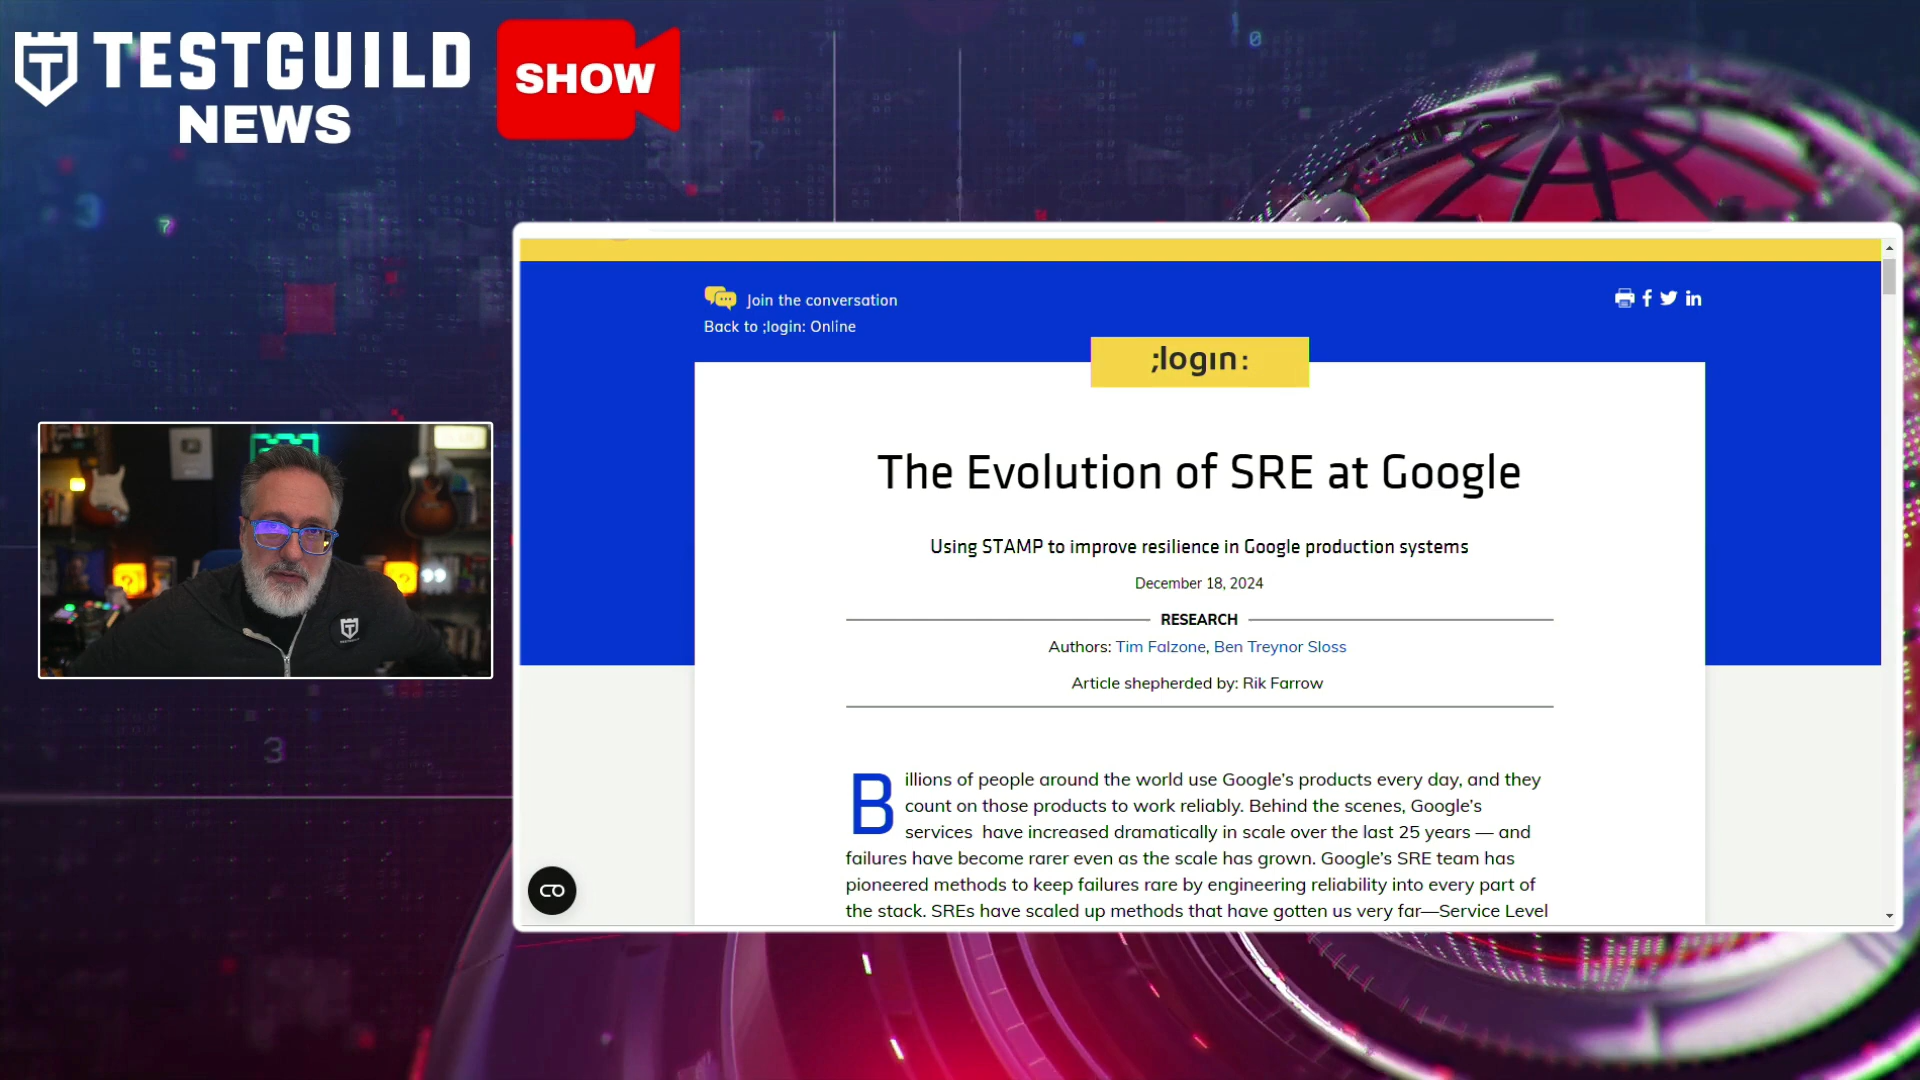 TESTGUILD
NEWS
SHOW
Join the conversation
Back to ;login: Online
;login:
The Evolution of SRE at Google
Using STAMP to improve resilience in Google production systems
December 18, 2024
RESEARCH
Authors: Tim Falzone, Ben Treynor Sloss
Article shepherded by: Rik Farrow
Billions of people around the world use Google’s products every day, and they
count on those products to work reliably. Behind the scenes, Google’s
services have increased dramatically in scale over the last 25 years — and
failures have become rarer even as the scale has grown. Google’s SRE team has
pioneered methods to keep failures rare by engineering reliability into every part of
the stack. SREs have scaled up methods that have gotten us very far—Service Level